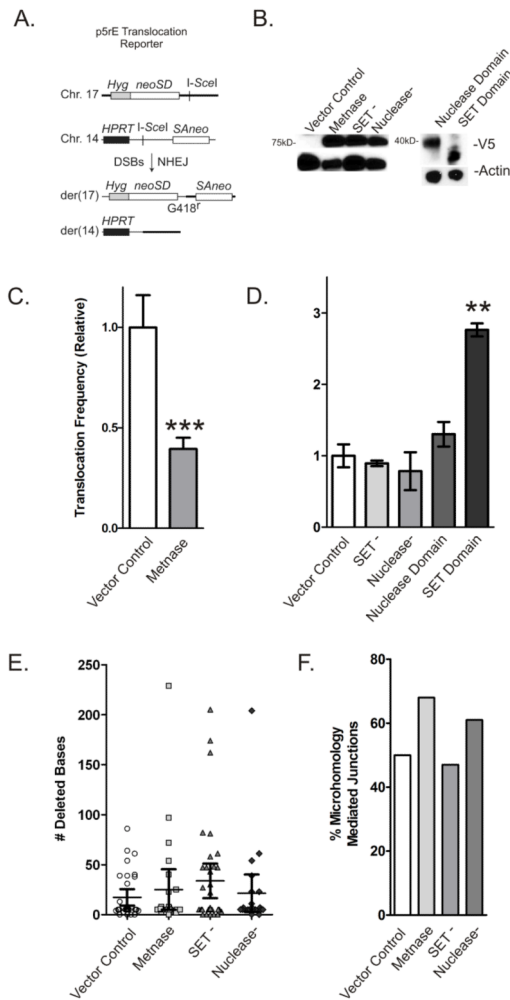 A.
p5rE Translocation
Reporter
Hyg neoSD I-SceI
Chr. 17
HPRT I-SceI SAneo
Chr. 14
DSBs NHEJ
Hyg neoSD SAneo
der(17)
G418r
HPRT
der(14)
B.
Vector Control
Metnase
SET -
Nuclease-
Nuclease Domain
SET Domain
75kD-
40kD-
-V5
-Actin
C.
Translocation Frequency (Relative)
1.0
0.5
0.0
***
Vector Control
Metnase
D.
3
2
1
0
**
Vector Control
SET -
Nuclease-
Nuclease Domain
SET Domain
E.
# Deleted Bases
250
200
150
100
50
0
Vector Control
Metnase
SET -
Nuclease-
F.
% Microhomology
Mediated Junctions
80
60
40
20
0
Vector Control
Metnase
SET -
Nuclease-